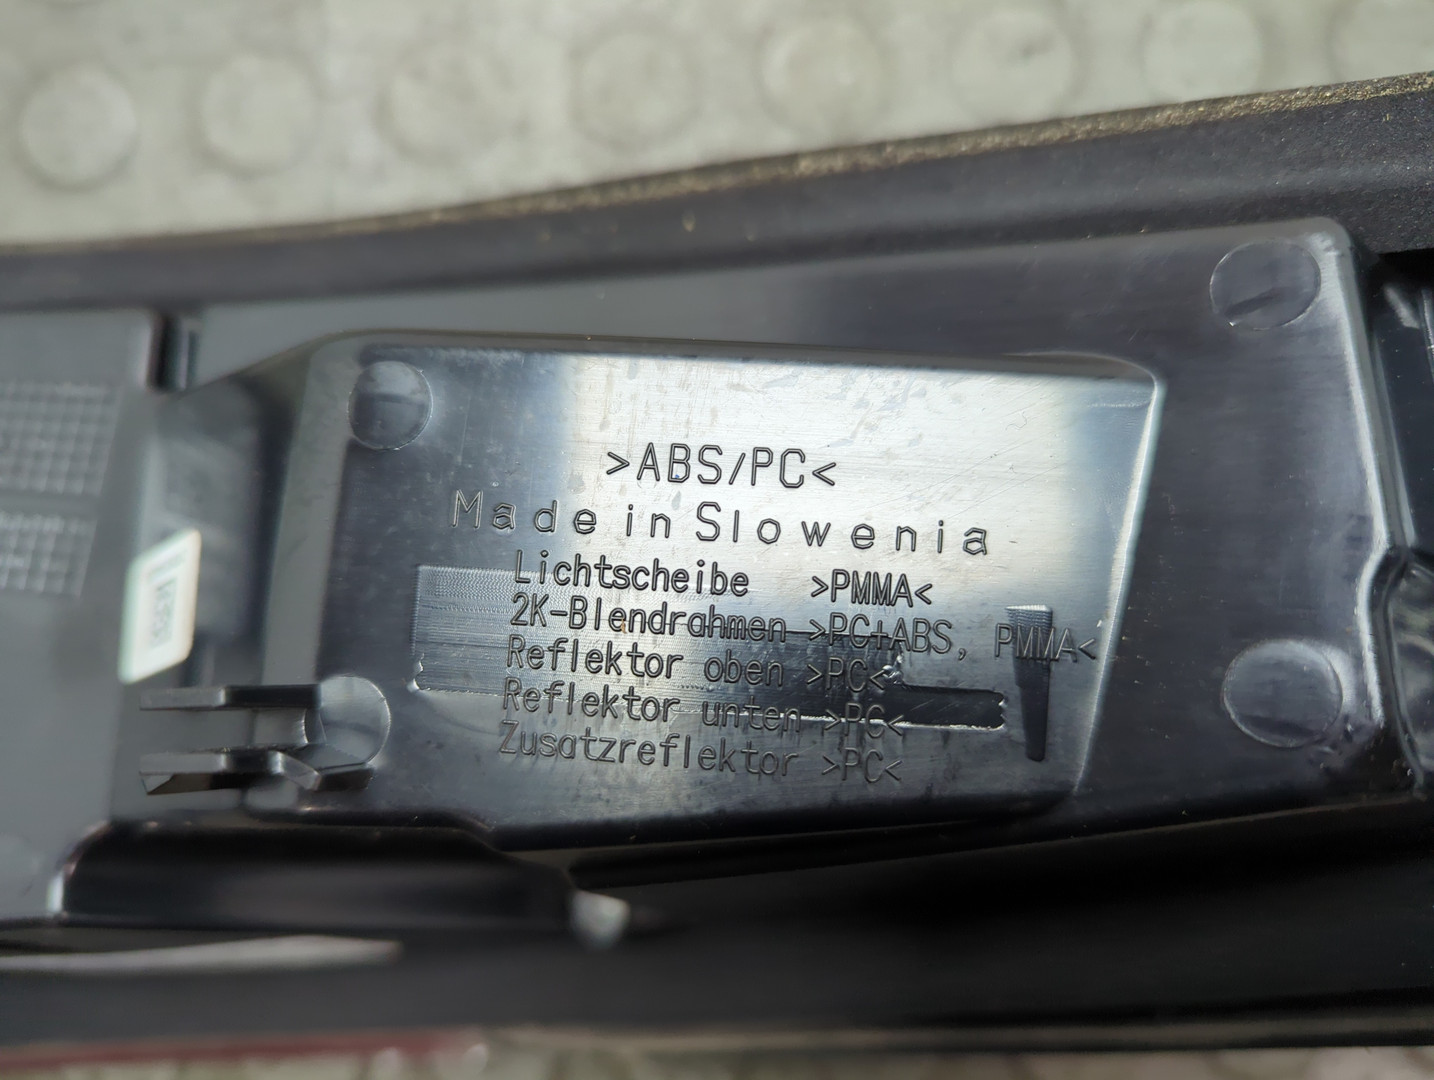 >ABS/PC<
Made in Slowenia
Lichtscheibe >PMMA<
2K-Blendrahmen >PC+ABS, PMMA<
Reflektor oben >PC<
Reflektor unten >PC<
Zusatzreflektor >PC<